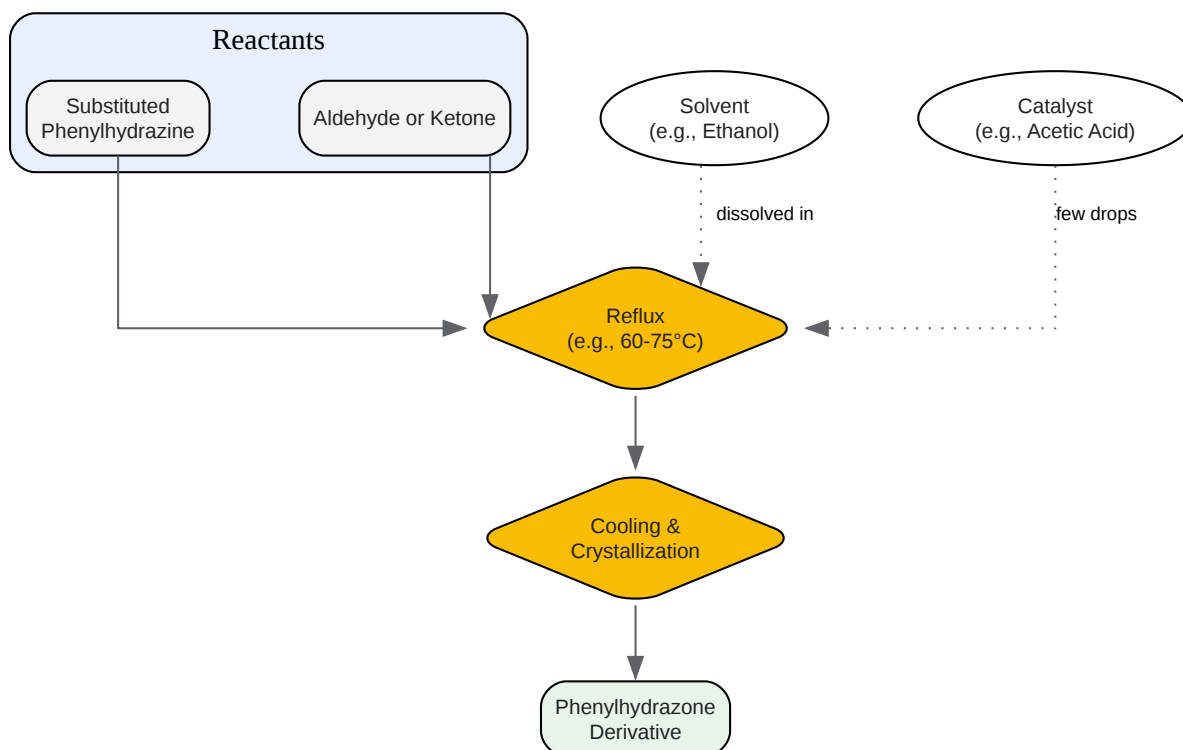 Reactants
Substituted
Phenylhydrazine
Aldehyde or Ketone
Solvent
(e.g., Ethanol)
Catalyst
(e.g., Acetic Acid)
dissolved in
few drops
Reflux
(e.g., 60-75°C)
Cooling &
Crystallization
Phenylhydrazone
Derivative